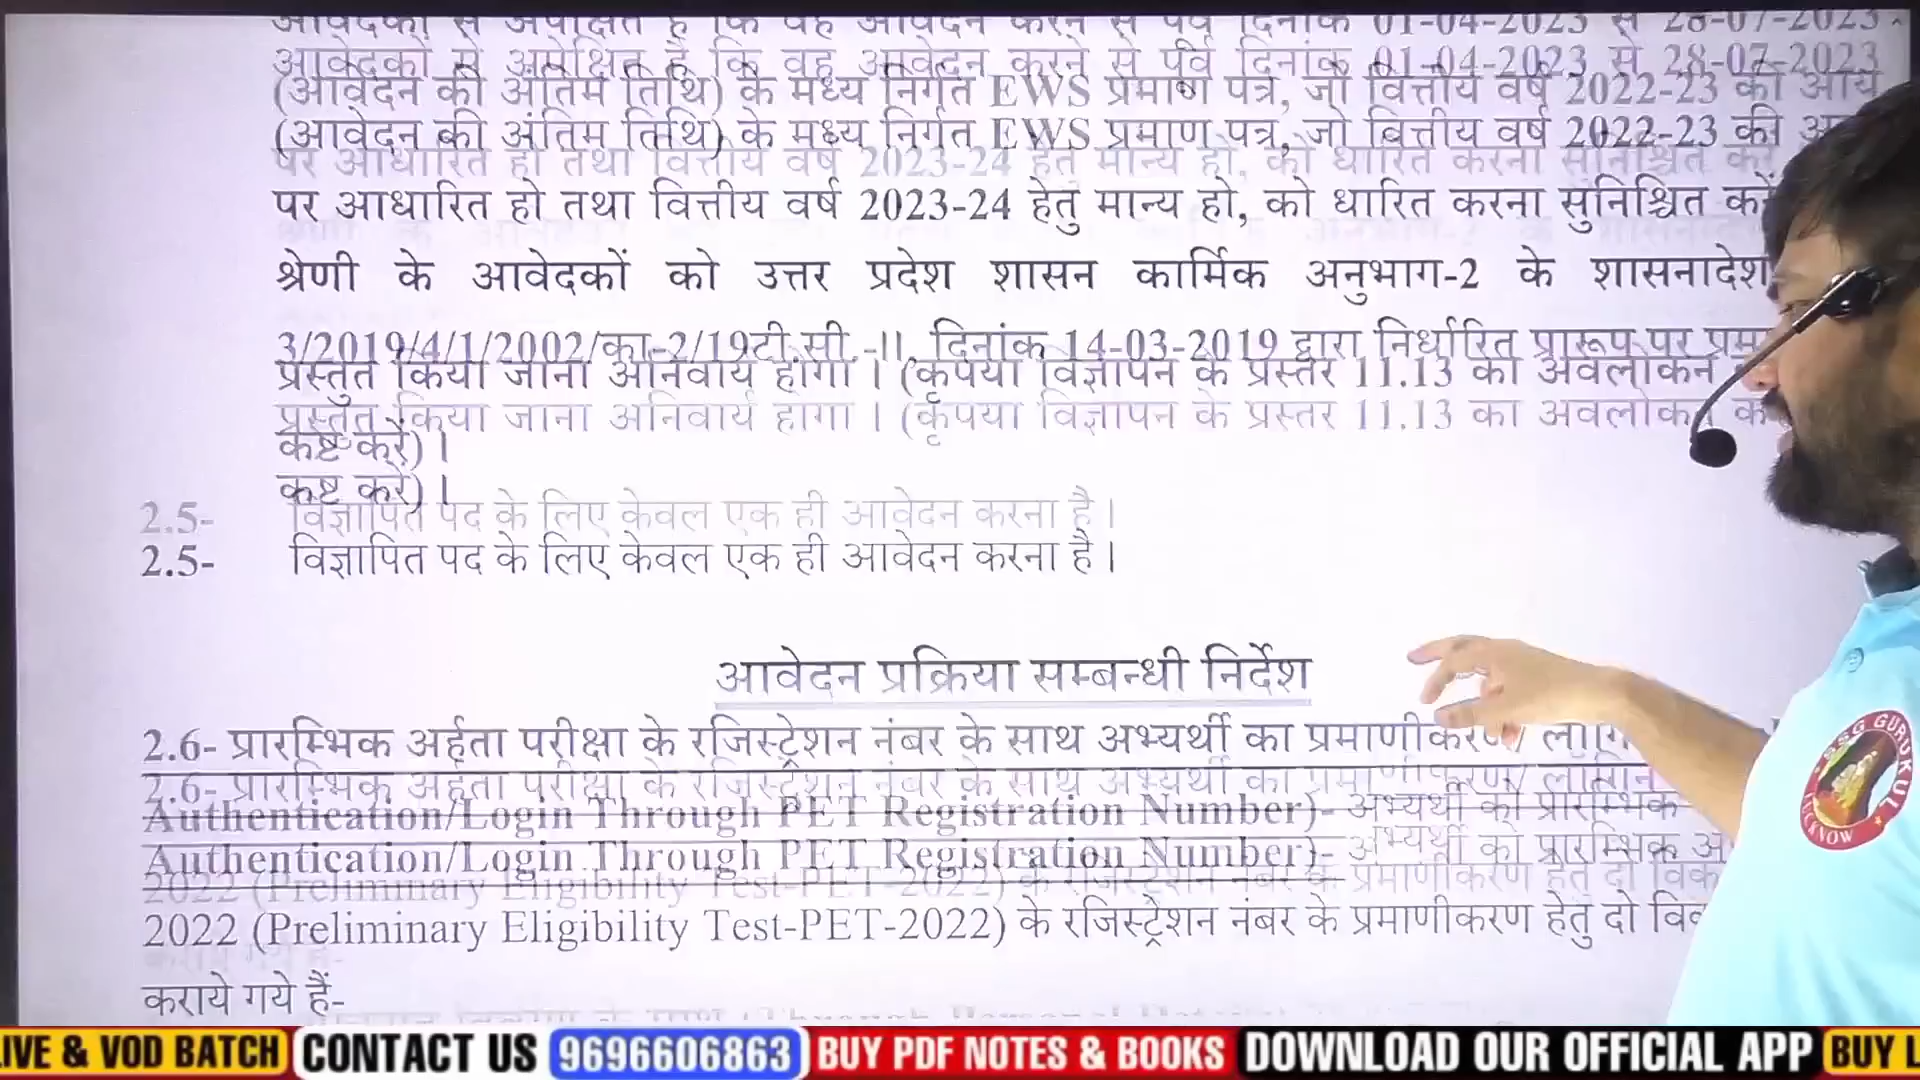 आवेदकों से अपेक्षित है कि वह आवेदन करने से पूर्व दिनांक 01-04-2023 से 28-07-2023
(आवेदन की अंतिम तिथि) के मध्य निर्गत EWS प्रमाण पत्र, जो वित्तीय वर्ष 2022-23 की आय
पर आधारित हो तथा वित्तीय वर्ष 2023-24 हेतु मान्य हो, को धारित करना सुनिश्चित करें
श्रेणी के आवेदकों को उत्तर प्रदेश शासन कार्मिक अनुभाग-2 के शासनादेश
3/2019/4/1/2002/का-2/19टी.सी.-II, दिनांक 14-03-2019 द्वारा निर्धारित प्रारूप पर
प्रस्तुत किया जाना अनिवार्य होगा। (कृपया विज्ञापन के प्रस्तर 11.13 का अवलोकन
कष्ट करें)।
2.5- विज्ञापित पद के लिए केवल एक ही आवेदन करना है।
आवेदन प्रक्रिया सम्बन्धी निर्देश
2.6- प्रारम्भिक अर्हता परीक्षा के रजिस्ट्रेशन नंबर के साथ अभ्यर्थी का प्रमाणीकरण/ लॉगिन
Authentication/Login Through PET Registration Number)- अभ्यर्थी को प्रारम्भिक
2022 (Preliminary Eligibility Test-PET-2022) के रजिस्ट्रेशन नंबर के प्रमाणीकरण हेतु दो
कराये गये हैं-
SSG GURUKUL
LUCKNOW
LIVE & VOD BATCH CONTACT US 9696606863 BUY PDF NOTES & BOOKS DOWNLOAD OUR OFFICIAL APP BUY